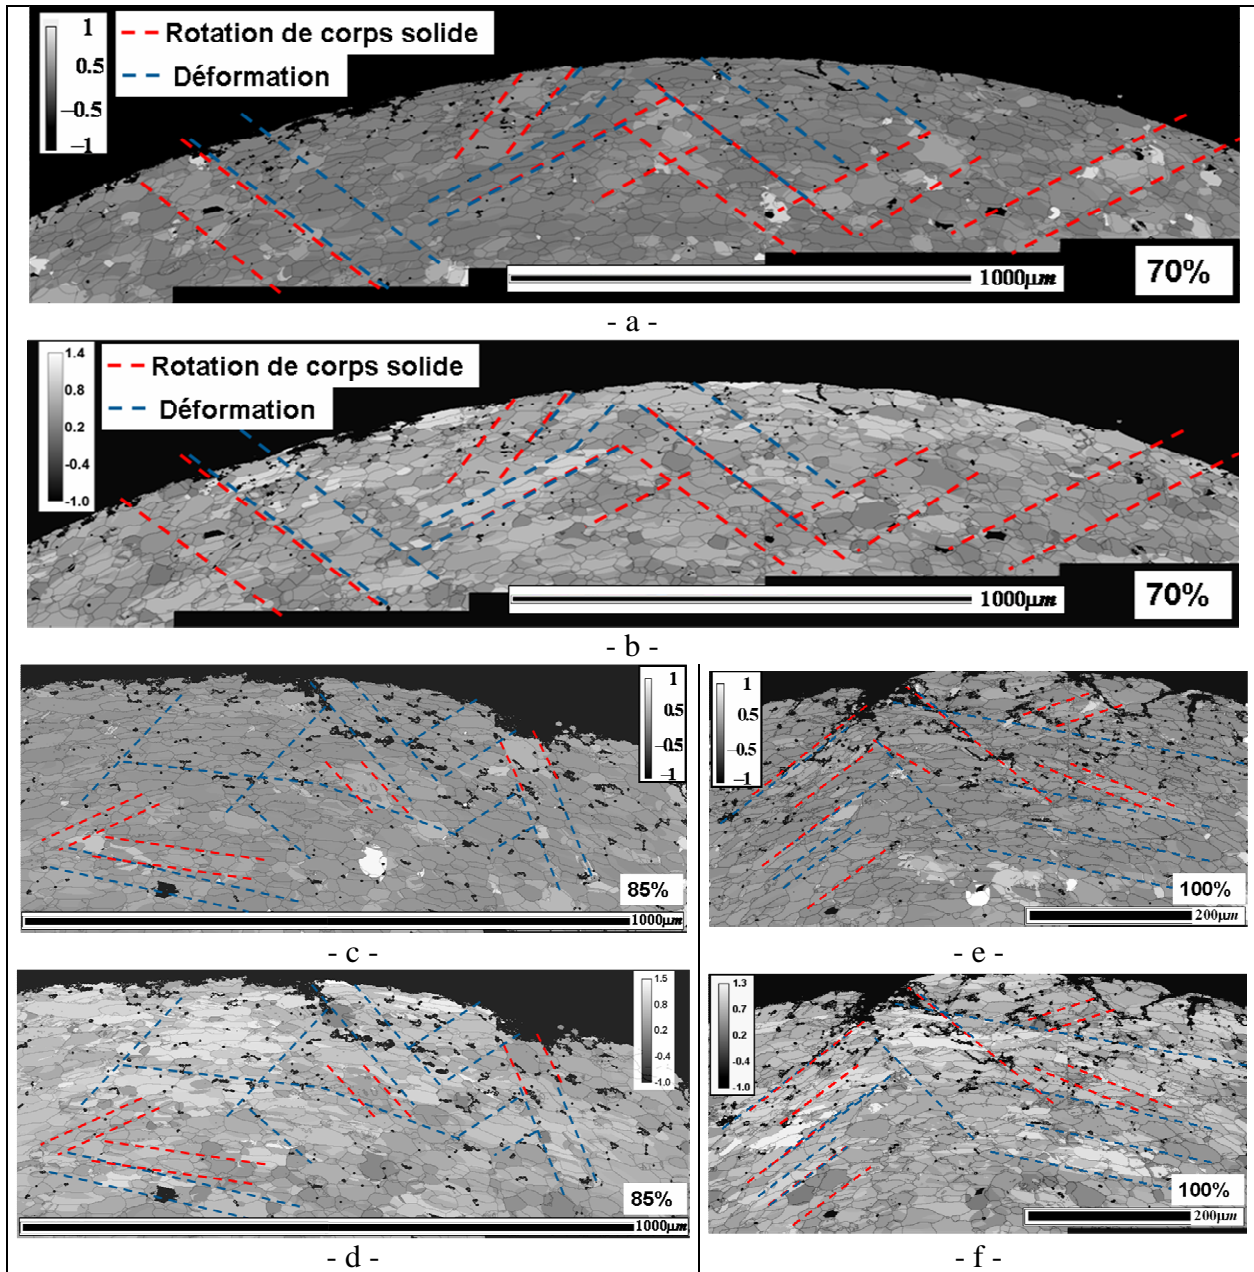 1
0.5
–0.5
–1
Rotation de corps solide
Déformation
1000µm
70%
- a -
1.4
0.8
0.2
-0.4
-1.0
Rotation de corps solide
Déformation
1000µm
70%
- b -
1
0.5
–0.5
–1
85%
1000µm
- c -
1
0.5
–0.5
–1
100%
200µm
- e -
1.5
0.8
0.2
-0.4
-1.0
85%
1000µm
- d -
1.3
0.7
0.2
-0.4
-1.0
100%
200µm
- f -